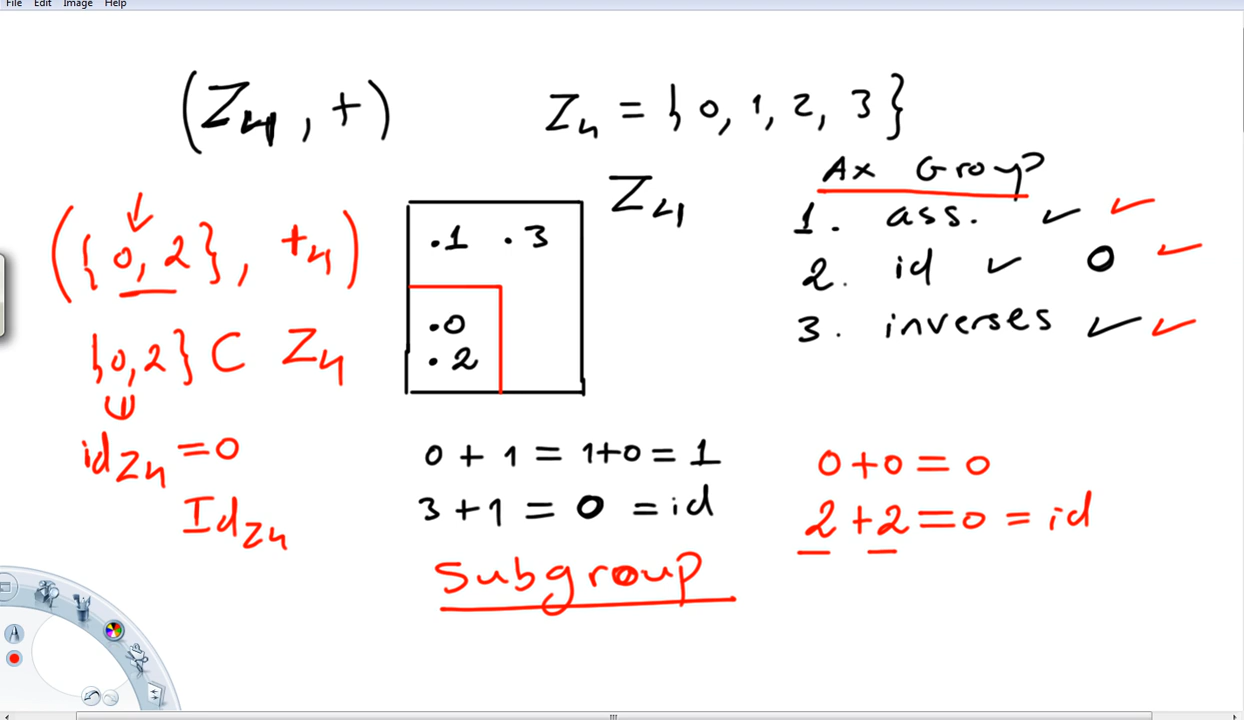 File Edit Image Help
(Z4, +)
Z4 = {0, 1, 2, 3}
Z4
Ax Group
1. ass. ✓ ✓
2. id ✓ 0 ✓
3. inverses ✓ ✓
({0, 2}, +4)
{0,2} ⊂ Z4
idZ4 = 0
IdZ4
.1 .3
.0
.2
0 + 1 = 1+0 = 1
3 + 1 = 0 = id
Subgroup
0+0 = 0
2+2=0 = id